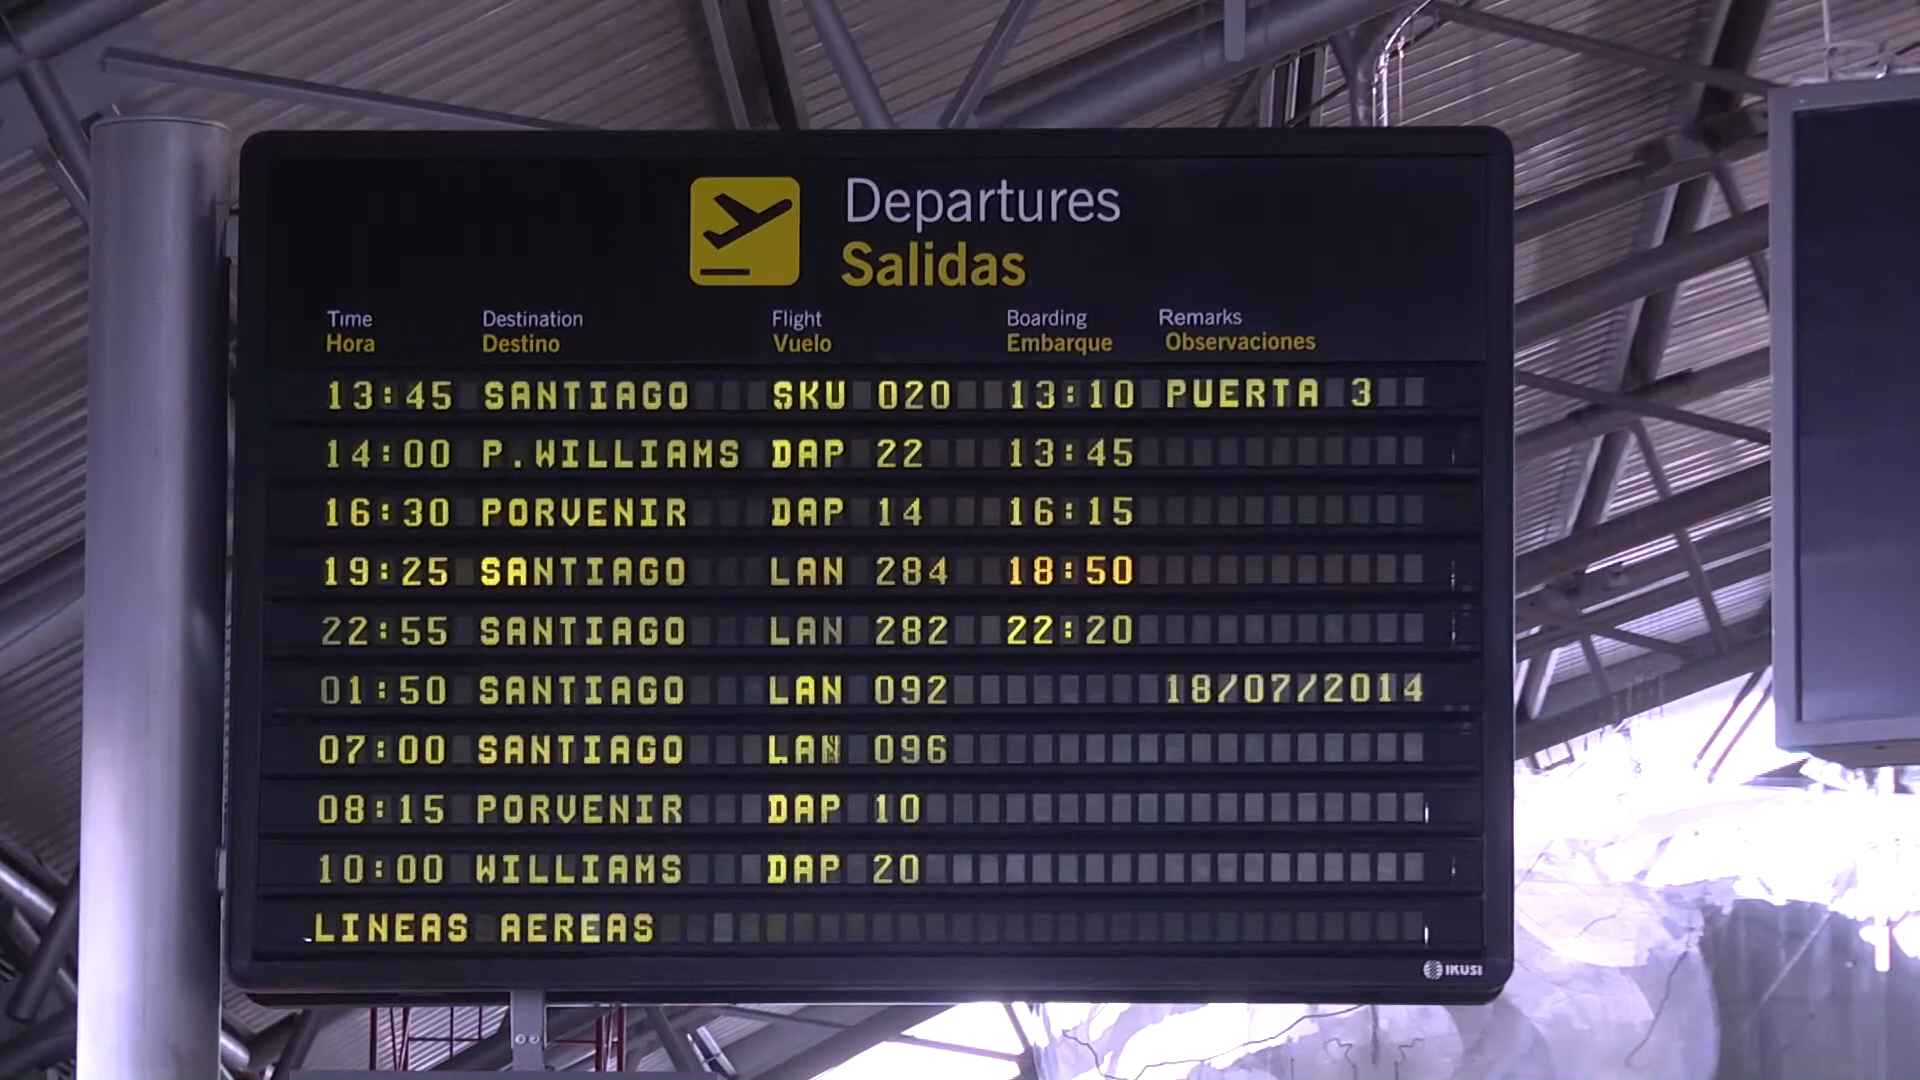 Departures
Salidas
Time Destination Flight Boarding Remarks
Hora Destino Vuelo Embarque Observaciones
13:45 SANTIAGO SKU 020 13:10 PUERTA 3
14:00 P.WILLIAMS DAP 22 13:45
16:30 PORVENIR DAP 14 16:15
19:25 SANTIAGO LAN 284 18:50
22:55 SANTIAGO LAN 282 22:20
01:50 SANTIAGO LAN 092 18/07/2014
07:00 SANTIAGO LAN 096
08:15 PORVENIR DAP 10
10:00 WILLIAMS DAP 20
LINEAS AEREAS
IKUSI